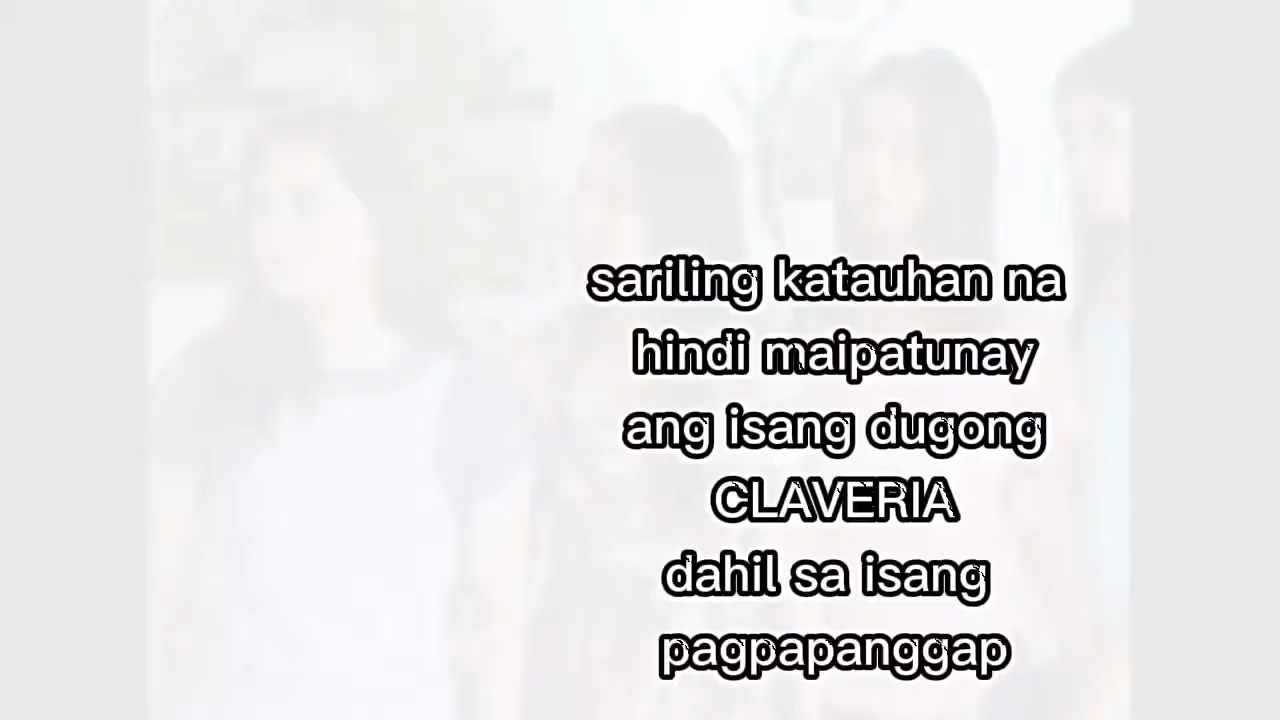 sariling katauhan na
hindi maipatunay
ang isang dugong
CLAVERIA
dahil sa isang
pagpapanggap